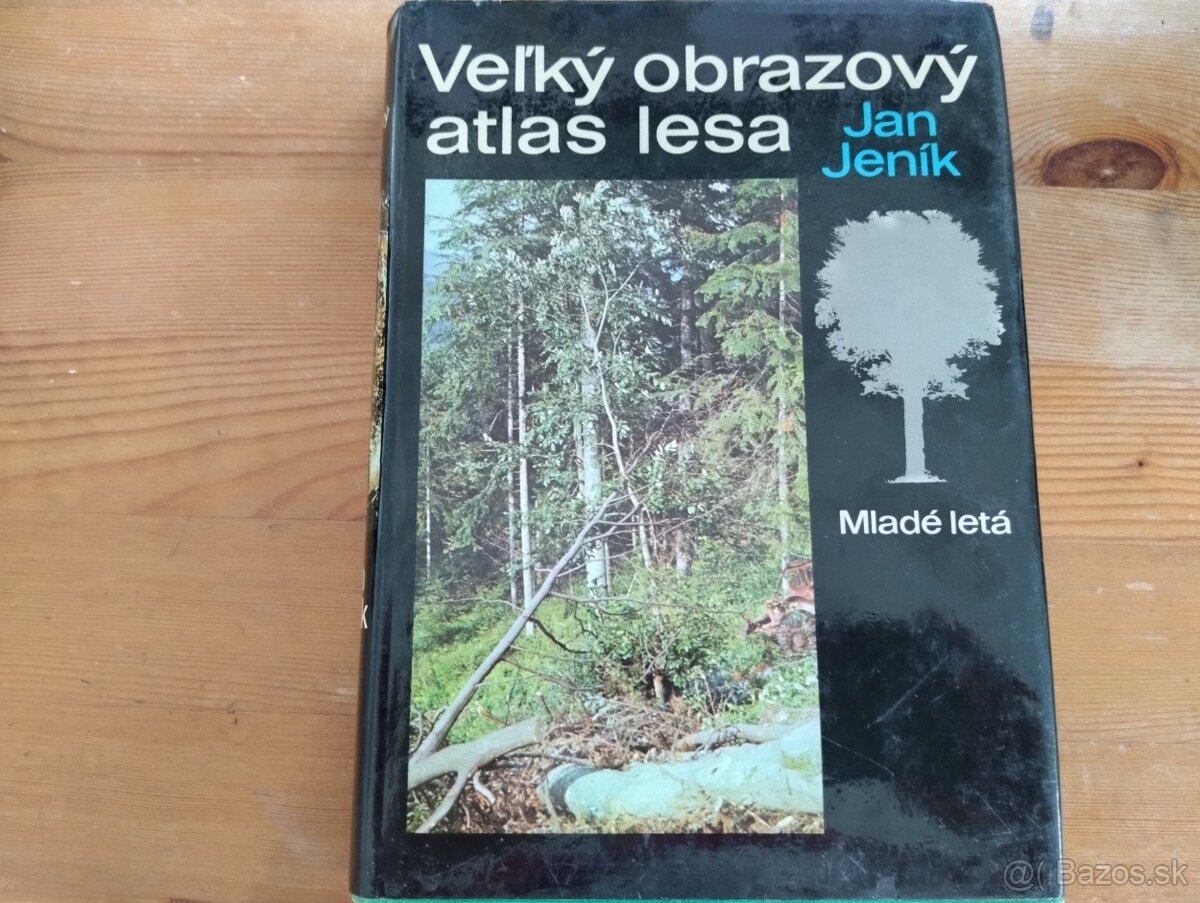 Veľký obrazový
atlas lesa
Jan
Jeník
Mladé letá
@( Bazos.sk